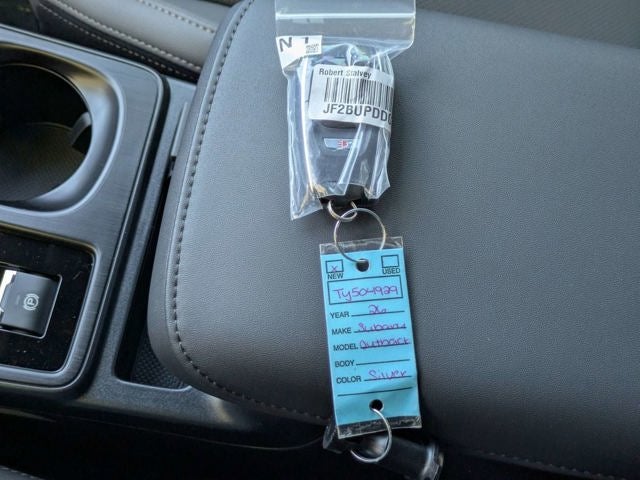 Robert Stalvey
JF2BUPDD
X
NEW USED
Ty504929
YEAR 26
MAKE Subaru
MODEL Outback
BODY
COLOR Silver
P